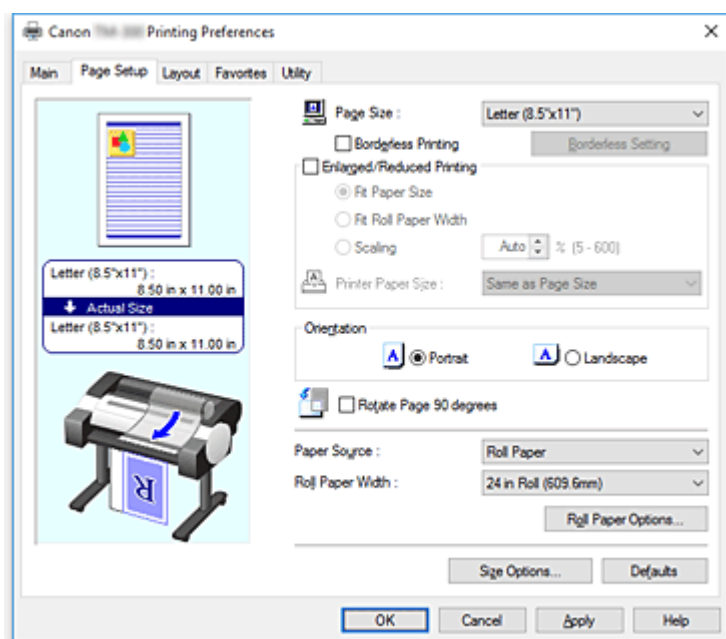 Canon Printing Preferences
Main Page Setup Layout Favorites Utility
Page Size : Letter (8.5"x11")
Borderless Printing Borderless Setting
Enlarged/Reduced Printing
Fit Paper Size
Fit Roll Paper Width
Scaling Auto % (5 - 600)
Printer Paper Size : Same as Page Size
Letter (8.5"x11") :
8.50 in x 11.00 in
Actual Size
Letter (8.5"x11") :
8.50 in x 11.00 in
Orientation
A Portrait A Landscape
Rotate Page 90 degrees
Paper Source : Roll Paper
Roll Paper Width : 24 in Roll (609.6mm)
R
Roll Paper Options...
Size Options... Defaults
OK Cancel Apply Help